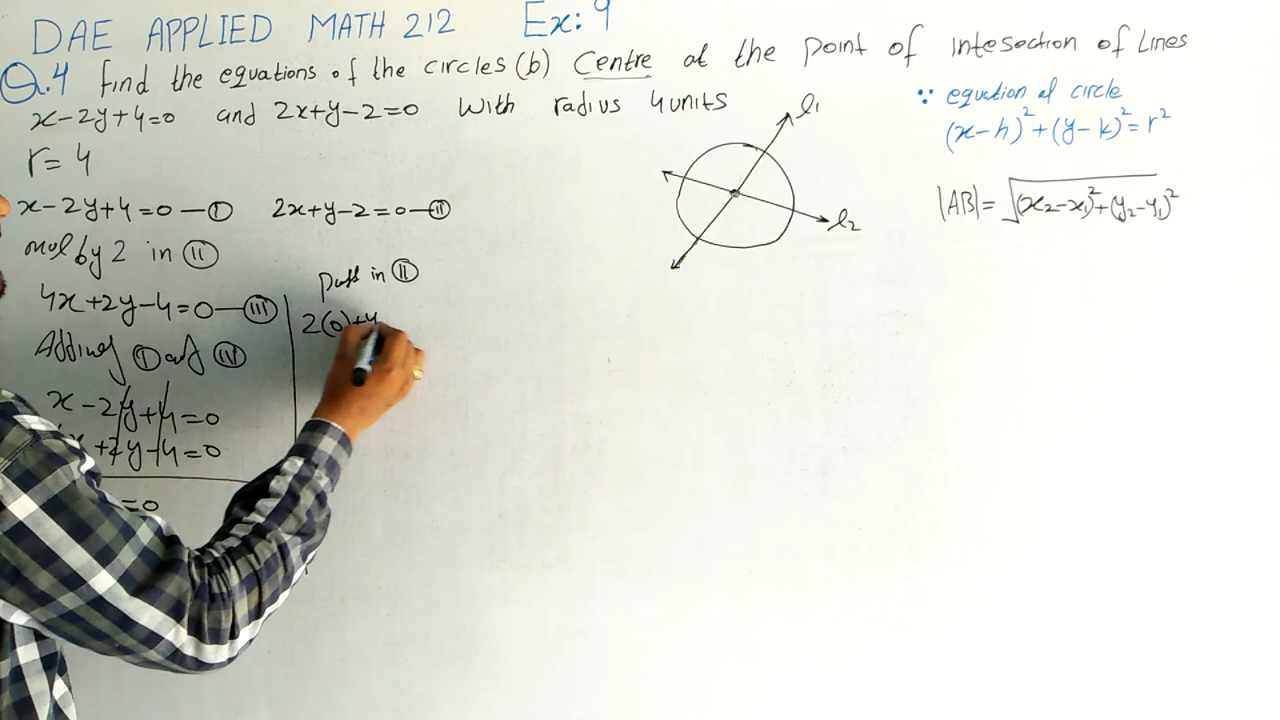 DAE APPLIED MATH 212 Ex: 9
Q.4 find the equations of the circles (b) Centre at the point of intesection of Lines
x-2y+4=0 and 2x+y-2=0 with radius 4 units
r= 4
x-2y+4=0 — I 2x+y-2=0 — II
mul by 2 in II
4x+2y-4=0 — III
Adding I and IV
x-2y+4=0
x+2y-4=0
=0
put in II
2(0)+y
l1
l2
∵ equation of circle
(x-h)²+(y-k)²=r²
|AB|= √(x₂-x₁)²+(y₂-y₁)²